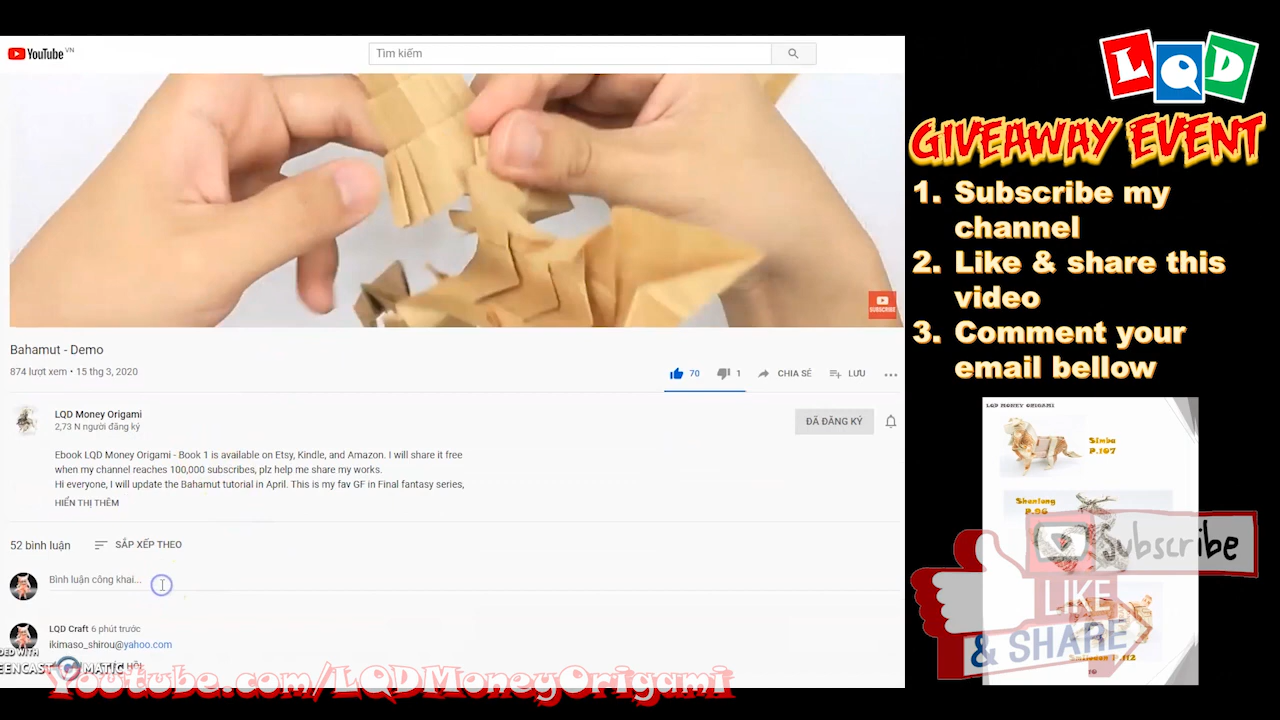 YouTube VN
Tìm kiếm
SUBSCRIBE
Bahamut - Demo
874 lượt xem • 15 thg 3, 2020
70
1
CHIA SẺ
LƯU
LQD Money Origami
2,73 N người đăng ký
ĐÃ ĐĂNG KÝ
Ebook LQD Money Origami - Book 1 is available on Etsy, Kindle, and Amazon. I will share it free
when my channel reaches 100,000 subscribes, plz help me share my works.
Hi everyone, I will update the Bahamut tutorial in April. This is my fav GF in Final fantasy series,
HIỂN THỊ THÊM
52 bình luận
SẮP XẾP THEO
Bình luận công khai...
LQD Craft 6 phút trước
ikimaso_shirou@yahoo.com
Youtube.com/LQDMoneyOrigami
LQD
GIVEAWAY EVENT
1. Subscribe my
channel
2. Like & share this
video
3. Comment your
email bellow
LQD MONEY ORIGAMI
Simba
P.107
Shenlong
P.96
Subscribe
LIKE
& SHARE